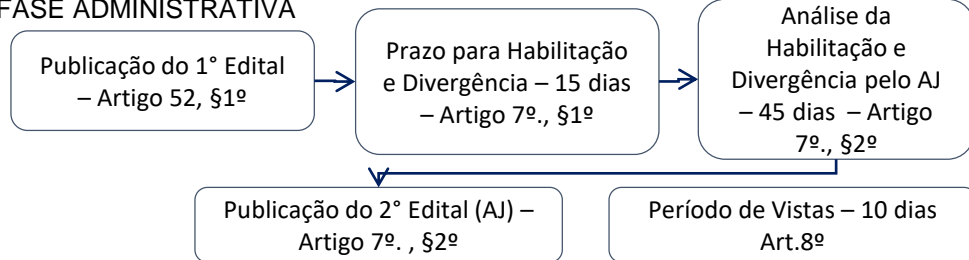 FASE ADMINISTRATIVA
Publicação do 1° Edital
– Artigo 52, §1º
Prazo para Habilitação
e Divergência – 15 dias
– Artigo 7º., §1º
Análise da
Habilitação e
Divergência pelo AJ
– 45 dias – Artigo
7º., §2º
Publicação do 2° Edital (AJ) –
Artigo 7º. , §2º
Período de Vistas – 10 dias
Art.8º